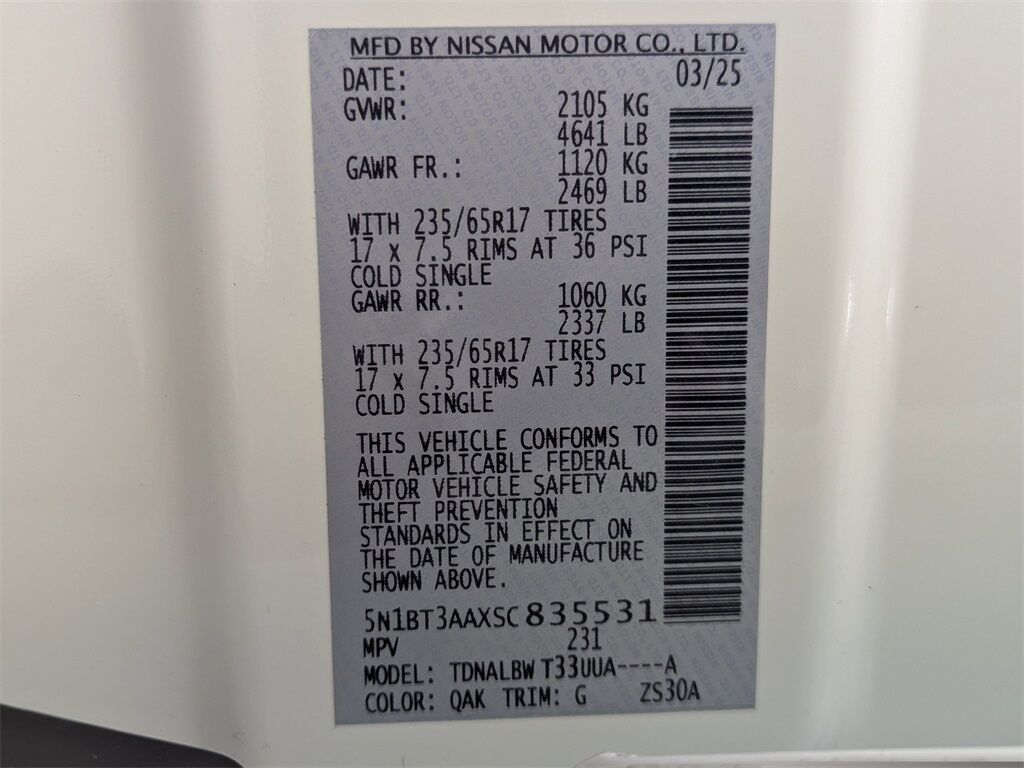 MFD BY NISSAN MOTOR CO., LTD.
DATE: 03/25
GVWR: 2105 KG
4641 LB
GAWR FR.: 1120 KG
2469 LB
WITH 235/65R17 TIRES
17 x 7.5 RIMS AT 36 PSI
COLD SINGLE
GAWR RR.: 1060 KG
2337 LB
WITH 235/65R17 TIRES
17 x 7.5 RIMS AT 33 PSI
COLD SINGLE
THIS VEHICLE CONFORMS TO
ALL APPLICABLE FEDERAL
MOTOR VEHICLE SAFETY AND
THEFT PREVENTION
STANDARDS IN EFFECT ON
THE DATE OF MANUFACTURE
SHOWN ABOVE.
5N1BT3AAXSC835531
MPV 231
MODEL: TDNALBW T33UUA----A
COLOR: QAK TRIM: G ZS30A